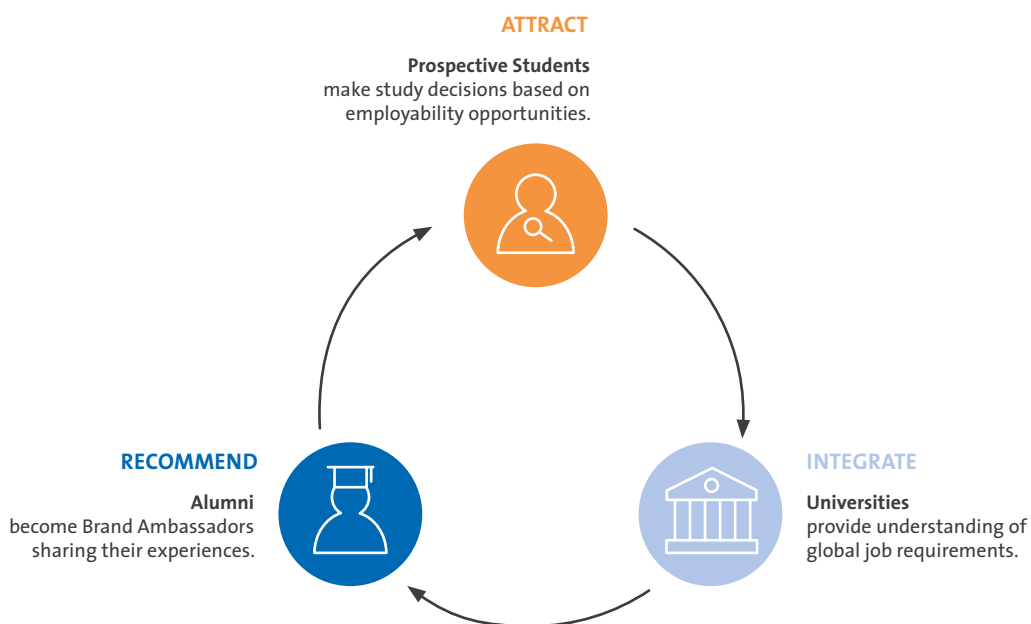 ATTRACT
Prospective Students
make study decisions based on
employability opportunities.
RECOMMEND
Alumni
become Brand Ambassadors
sharing their experiences.
INTEGRATE
Universities
provide understanding of
global job requirements.